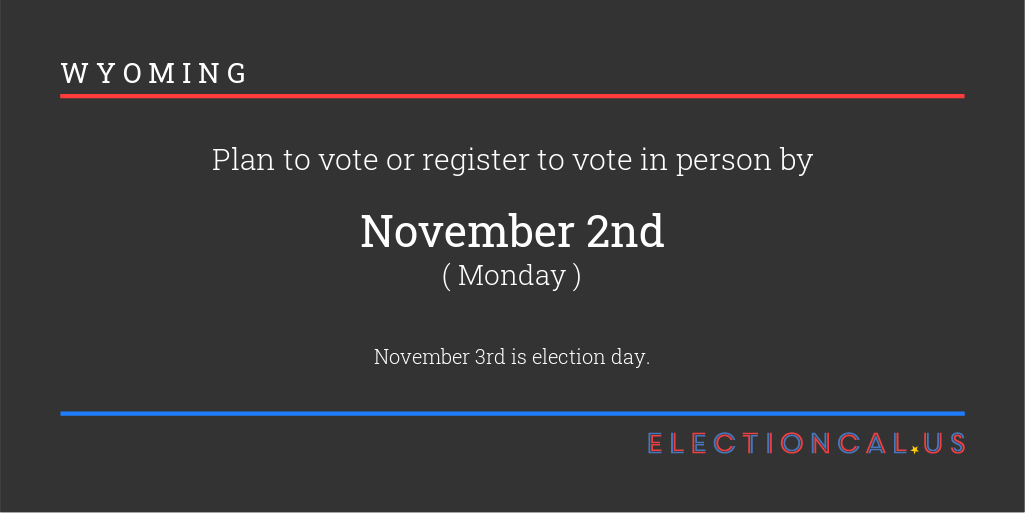 WYOMING
Plan to vote or register to vote in person by
November 2nd
( Monday )
November 3rd is election day.
ELECTIONCAL.US